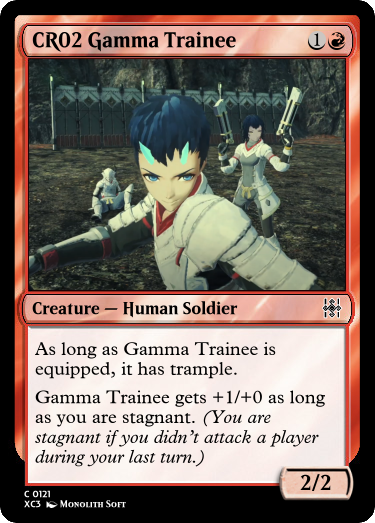 CR02 Gamma Trainee 1
Creature — Human Soldier
As long as Gamma Trainee is
equipped, it has trample.
Gamma Trainee gets +1/+0 as long
as you are stagnant. (You are
stagnant if you didn't attack a player
during your last turn.)
2/2
C 0121
XC3 Monolith Soft